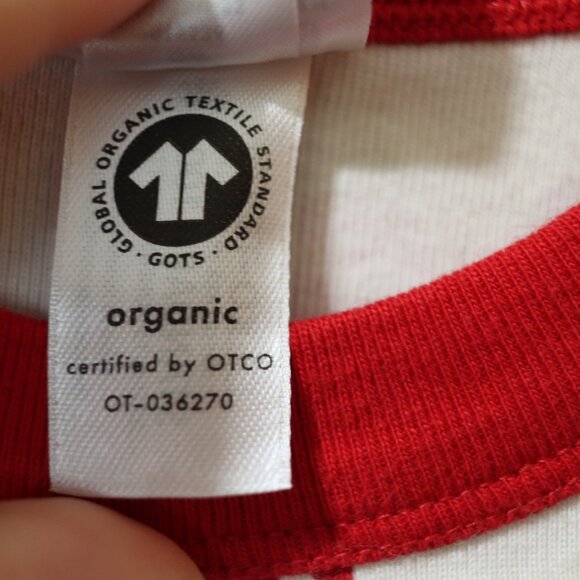 GLOBAL ORGANIC TEXTILE STANDARD
· GOTS ·
organic
certified by OTCO
OT-036270